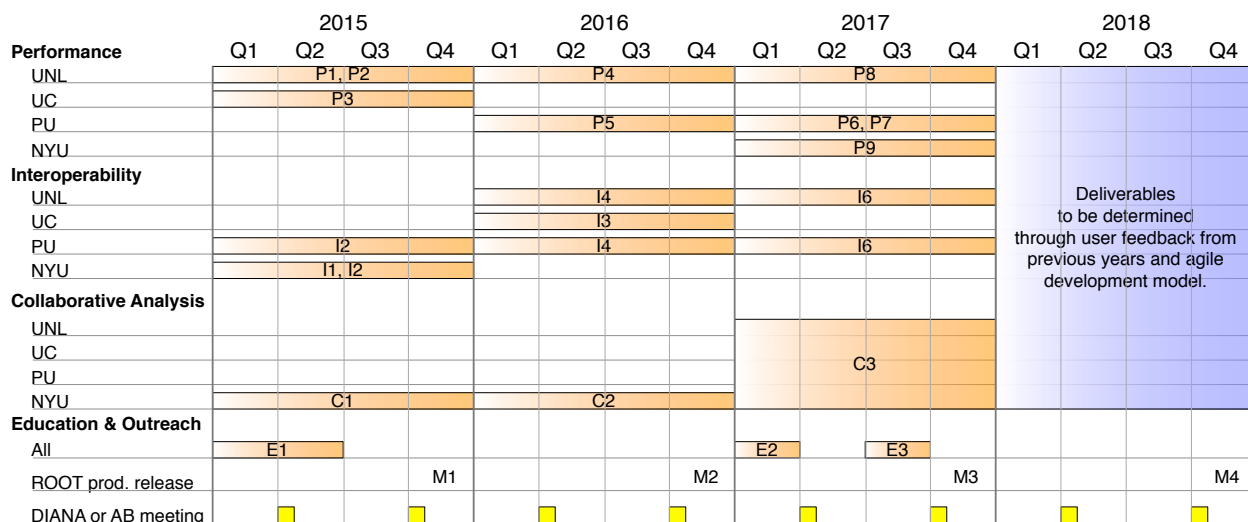 2015 2016 2017 2018
Performance Q1 Q2 Q3 Q4 Q1 Q2 Q3 Q4 Q1 Q2 Q3 Q4 Q1 Q2 Q3 Q4
UNL P1, P2 P4 P8
UC P3
PU P5 P6, P7
NYU P9
Interoperability
UNL I4 I6
UC I3
PU I2 I4 I6
NYU I1, I2
Deliverables
to be determined
through user feedback from
previous years and agile
development model.
Collaborative Analysis
UNL
UC
PU
C3
NYU C1 C2
Education & Outreach
All E1 E2 E3
ROOT prod. release M1 M2 M3 M4
DIANA or AB meeting